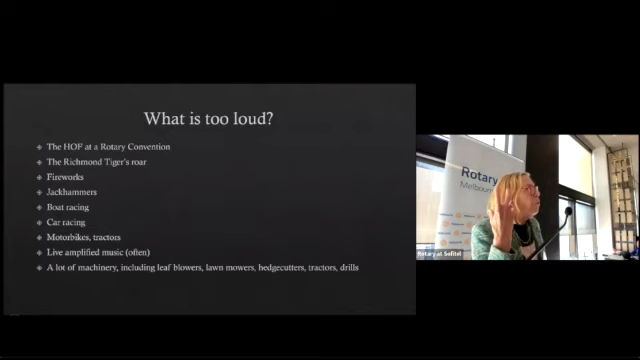 What is too loud?
The HOF at a Rotary Convention
The Richmond Tiger's roar
Fireworks
Jackhammers
Boat racing
Car racing
Motorbikes, tractors
Live amplified music (often)
A lot of machinery, including leaf blowers, lawn mowers, hedgecutters, tractors, drills
Rotary
Melbourne
Rotary at Sofitel